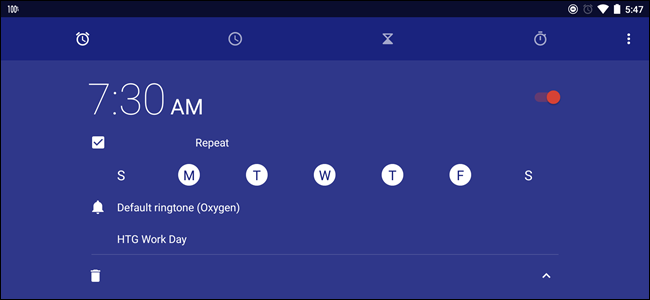 100% 5:47
7:30 AM
Repeat
S M T W T F S
Default ringtone (Oxygen)
HTG Work Day